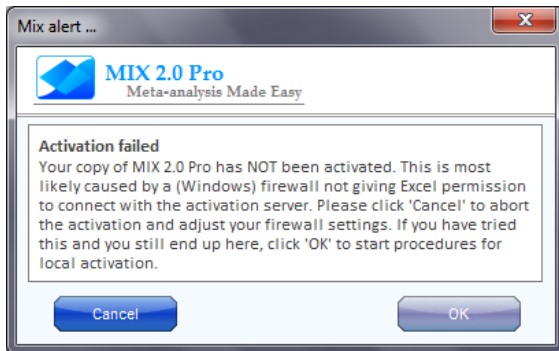 Mix alert ...
MIX 2.0 Pro
Meta-analysis Made Easy
Activation failed
Your copy of MIX 2.0 Pro has NOT been activated. This is most
likely caused by a (Windows) firewall not giving Excel permission
to connect with the activation server. Please click 'Cancel' to abort
the activation and adjust your firewall settings. If you have tried
this and you still end up here, click 'OK' to start procedures for
local activation.
Cancel
OK